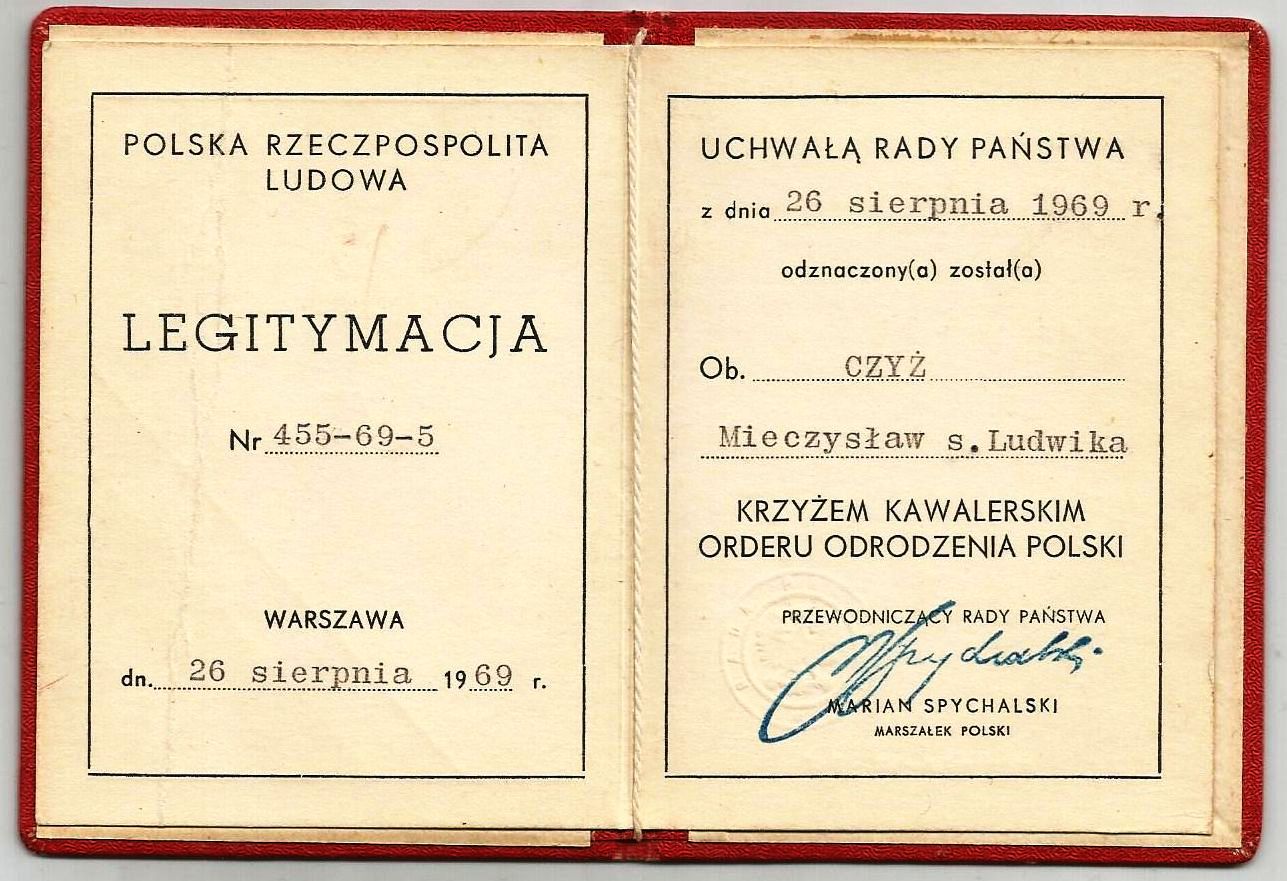 POLSKA RZECZPOSPOLITA
LUDOWA
LEGITYMACJA
Nr 455-69-5
WARSZAWA
dn. 26 sierpnia 1969 r.
UCHWAŁĄ RADY PAŃSTWA
z dnia 26 sierpnia 1969 r.
odznaczony(a) został(a)
Ob. CZYŻ
Mieczysław s.Ludwika
KRZYŻEM KAWALERSKIM
ORDERU ODRODZENIA POLSKI
PRZEWODNICZĄCY RADY PAŃSTWA
MSpychalski
MARIAN SPYCHALSKI
MARSZAŁEK POLSKI